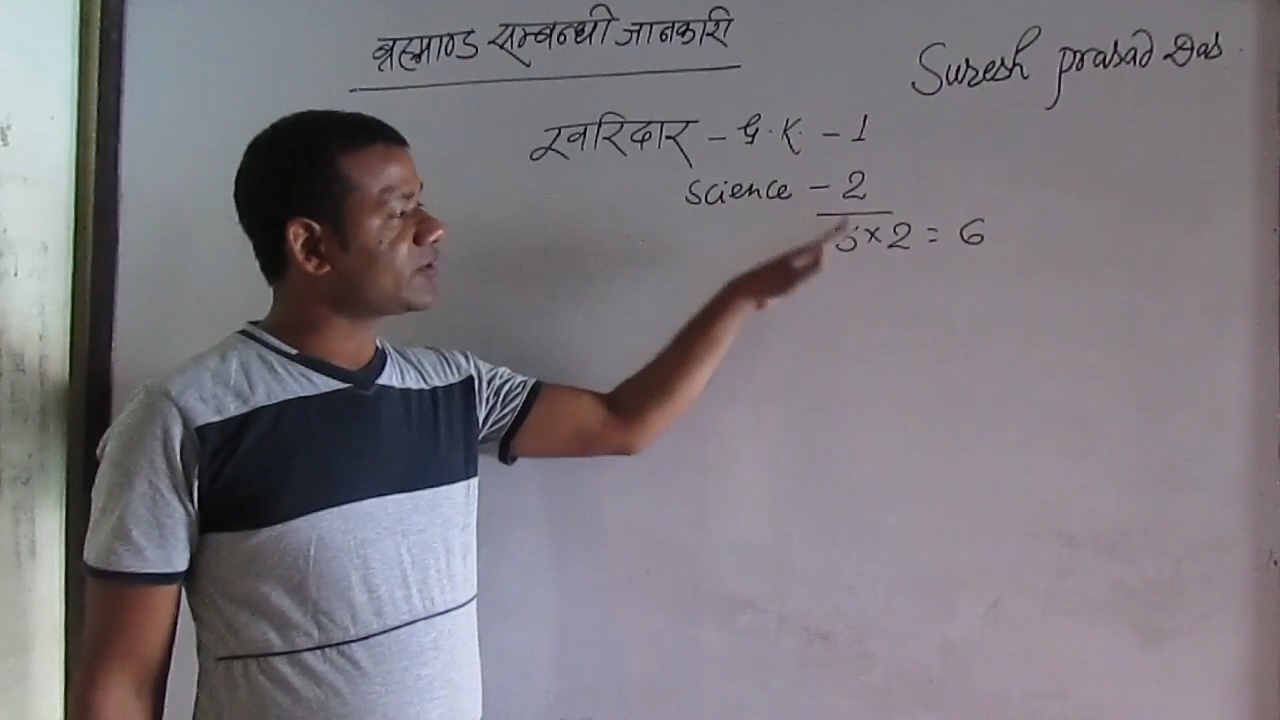 ब्रह्माण्ड सम्बन्धी जानकारी
Suresh prasad Das
खरिदार - G.K. - 1
science - 2
3×2 = 6